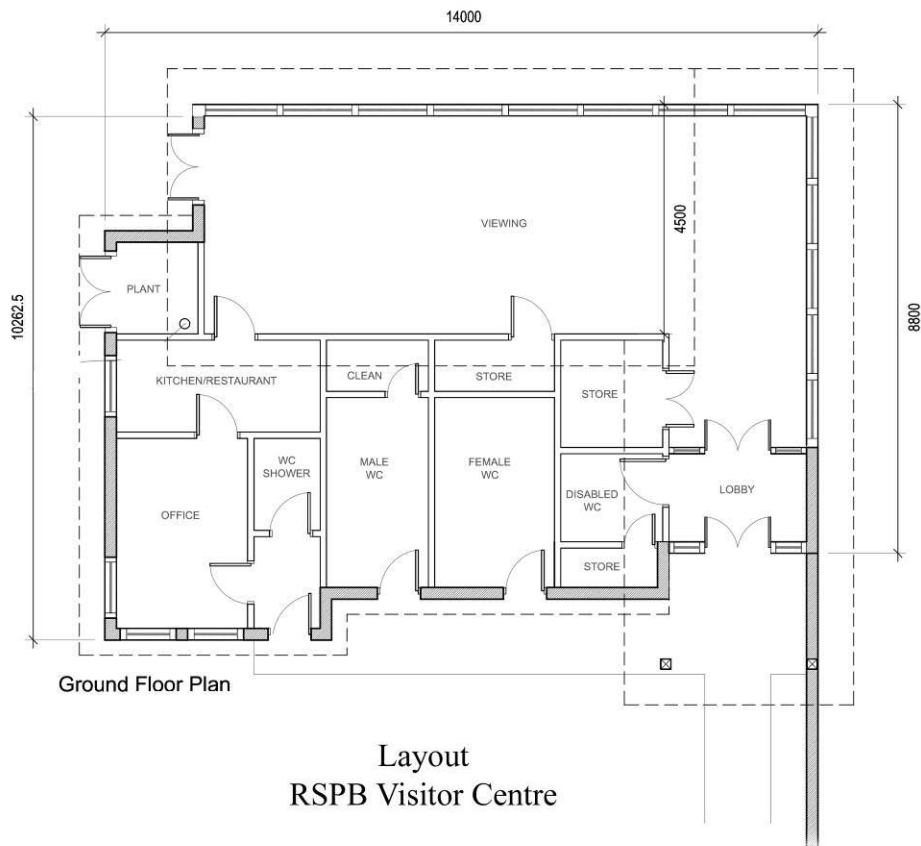 14000
VIEWING
4500
8800
10262.5
PLANT
KITCHEN/RESTAURANT
CLEAN
STORE
STORE
WC
SHOWER
MALE
WC
FEMALE
WC
DISABLED
WC
LOBBY
OFFICE
STORE
Ground Floor Plan
Layout
RSPB Visitor Centre